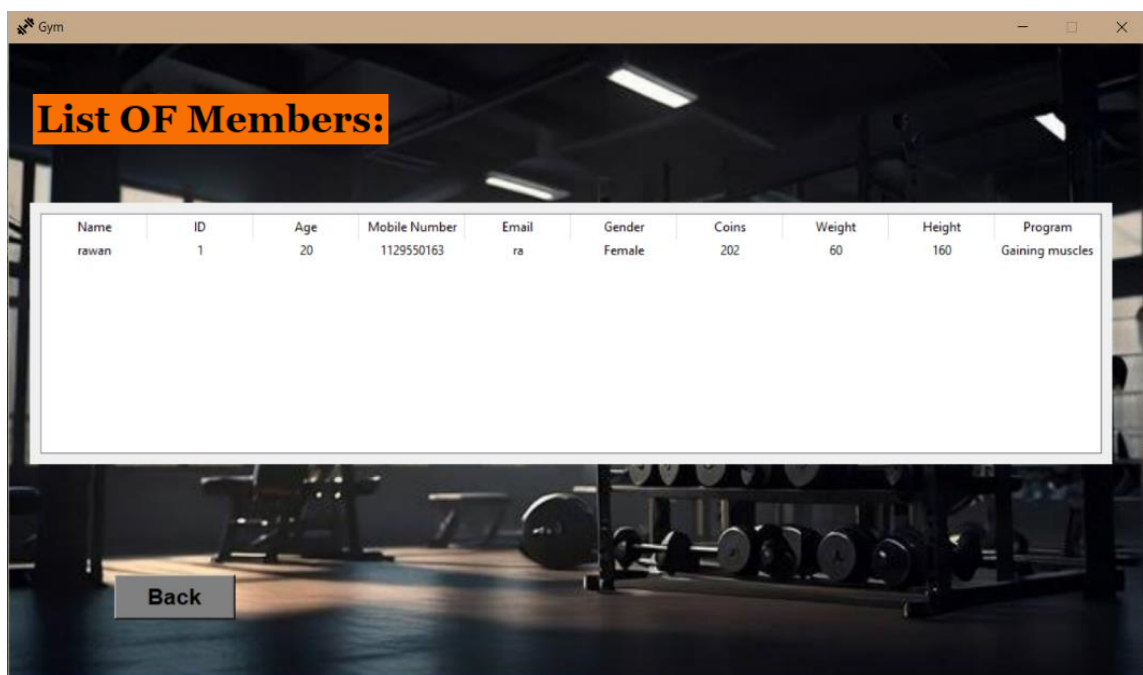 Gym
List OF Members:
Name ID Age Mobile Number Email Gender Coins Weight Height Program
rawan 1 20 1129550163 ra Female 202 60 160 Gaining muscles
Back